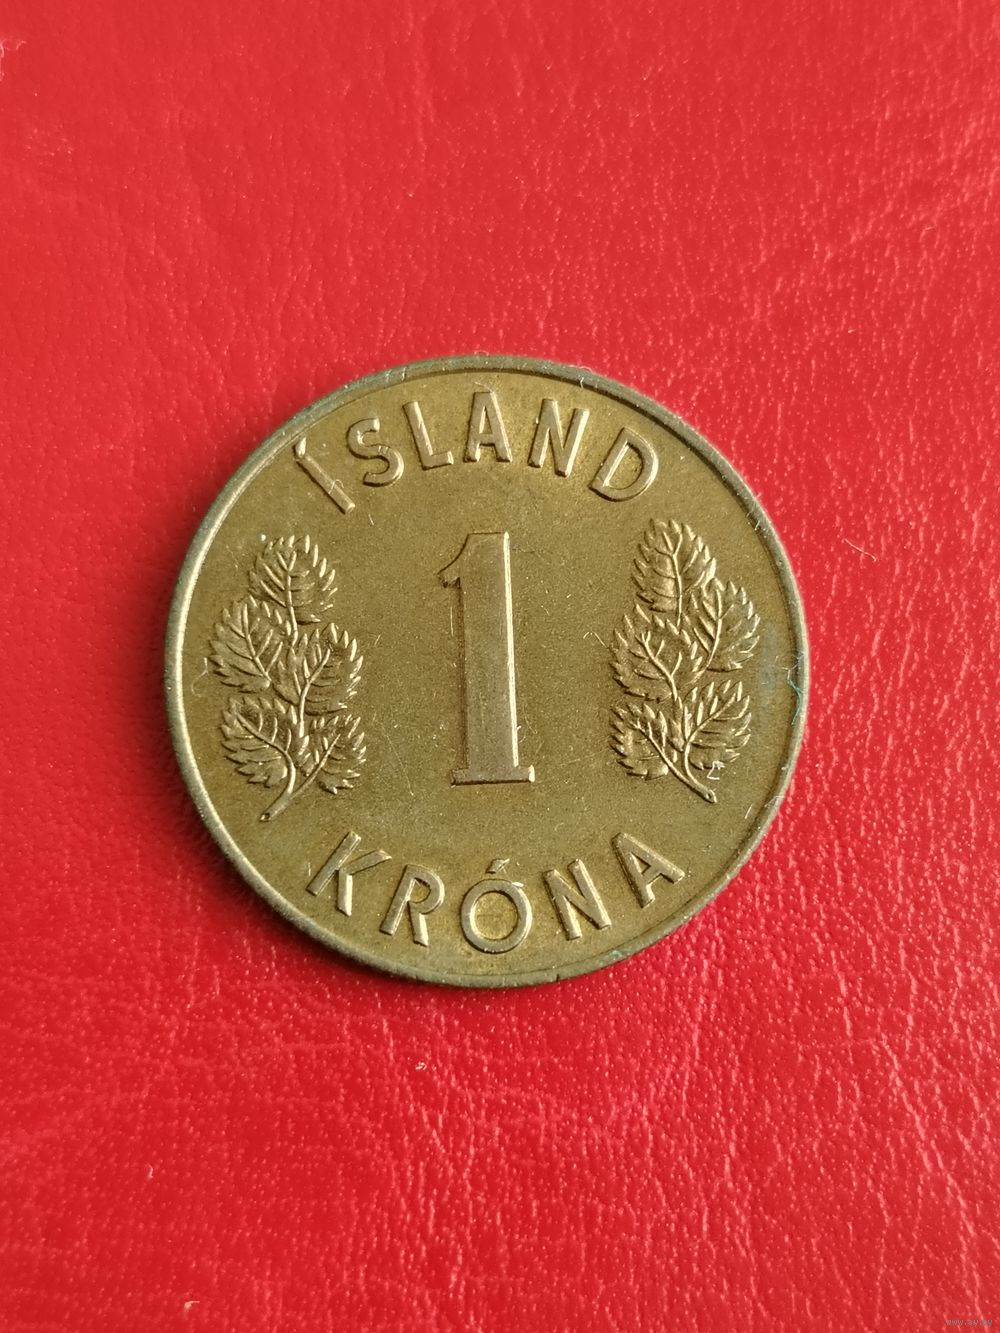 ÍSLAND
1
KRÓNA